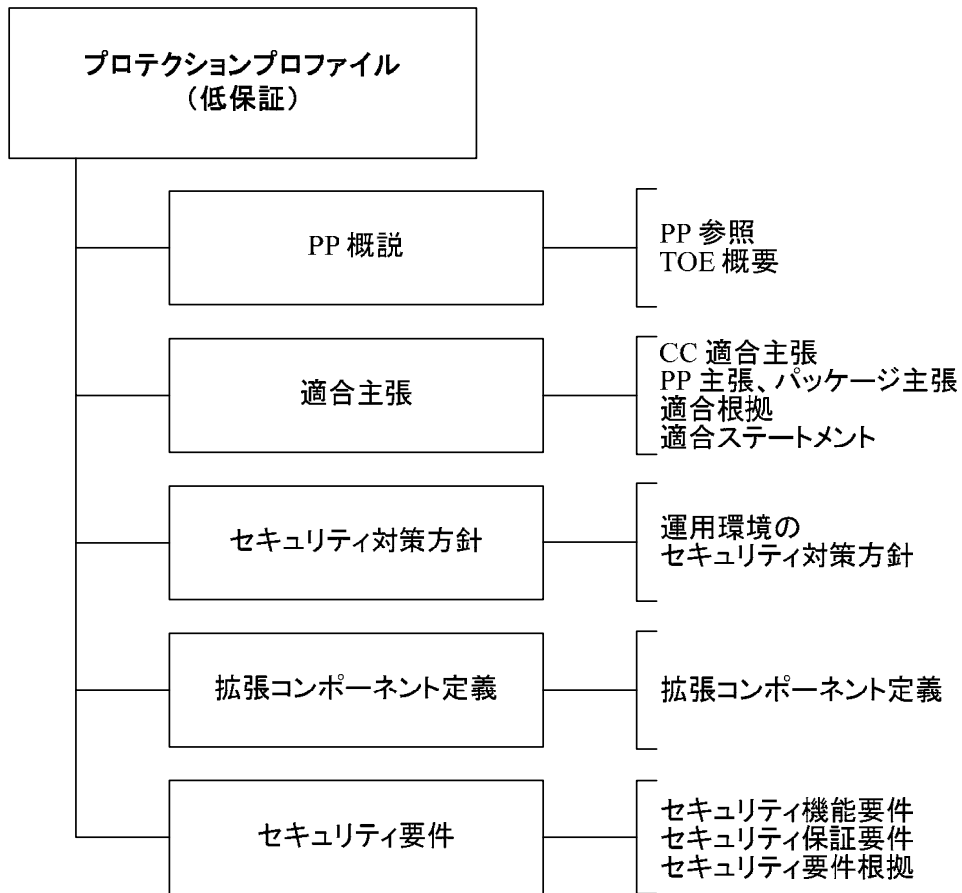 プロテクションプロファイル
（低保証）
PP 概説
PP 参照
TOE 概要
適合主張
CC 適合主張
PP 主張、パッケージ主張
適合根拠
適合ステートメント
セキュリティ対策方針
運用環境の
セキュリティ対策方針
拡張コンポーネント定義
拡張コンポーネント定義
セキュリティ要件
セキュリティ機能要件
セキュリティ保証要件
セキュリティ要件根拠